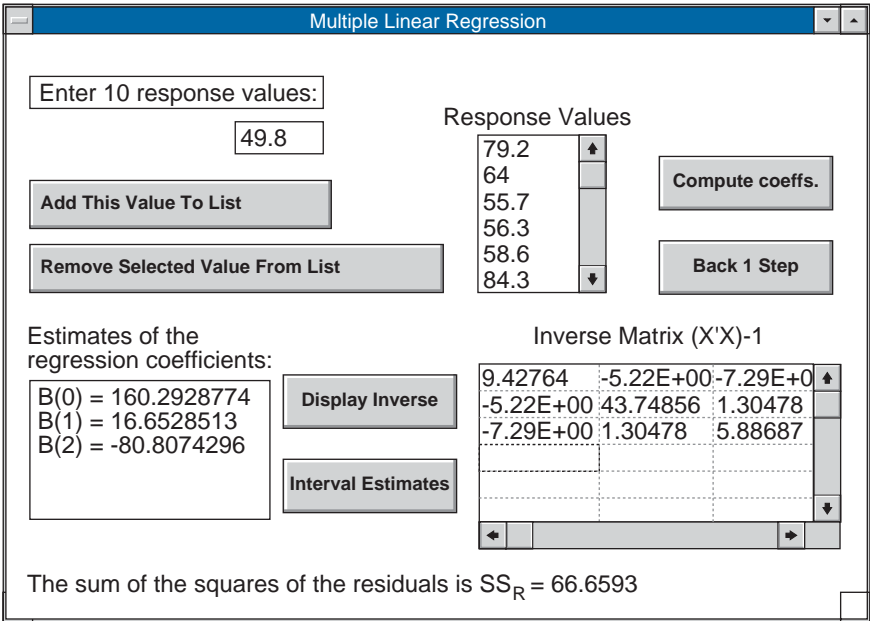 Multiple Linear Regression
Enter 10 response values:
49.8
Add This Value To List
Remove Selected Value From List
Response Values
79.2
64
55.7
56.3
58.6
84.3
Compute coeffs.
Back 1 Step
Estimates of the
regression coefficients:
B(0) = 160.2928774
B(1) = 16.6528513
B(2) = -80.8074296
Display Inverse
Interval Estimates
Inverse Matrix (X'X)-1
9.42764 -5.22E+00 -7.29E+0
-5.22E+00 43.74856 1.30478
-7.29E+00 1.30478 5.88687
The sum of the squares of the residuals is SSR = 66.6593